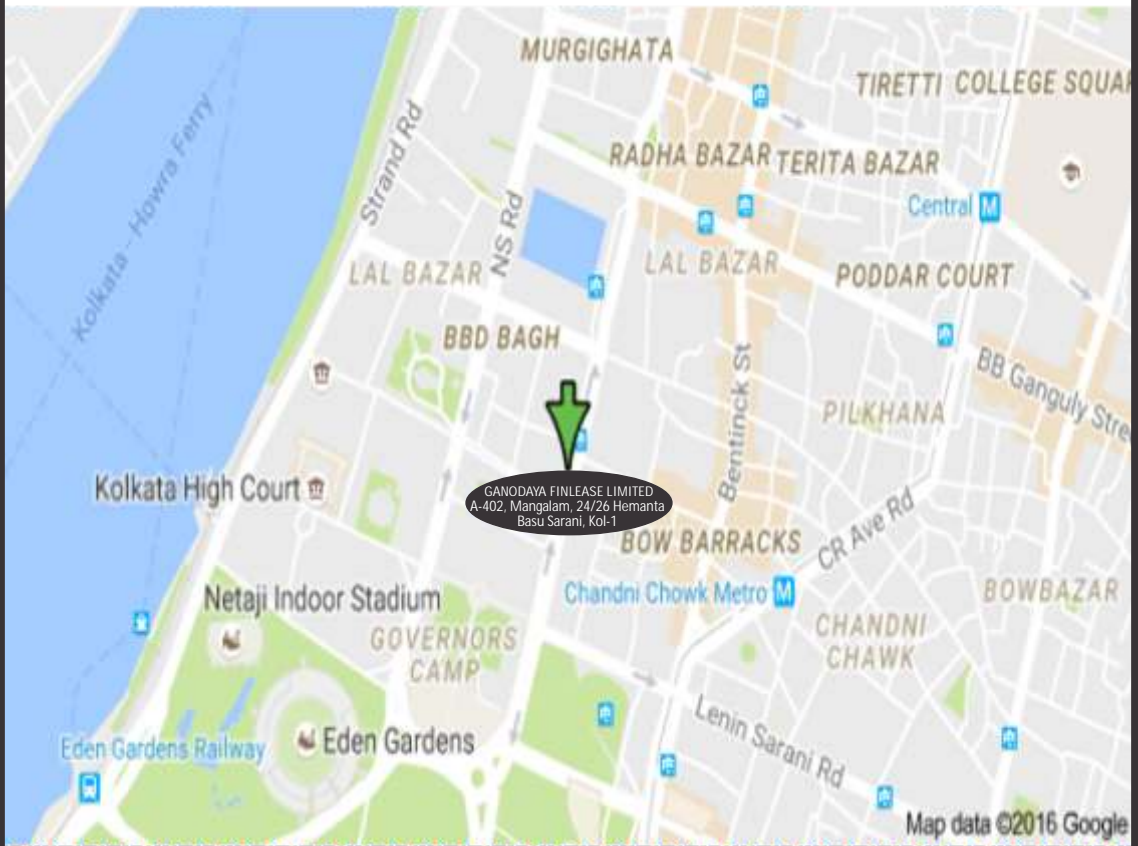 MURGIGHATA
TIRETTI COLLEGE SQUAR
RADHA BAZAR
TERITA BAZAR
Kolkata - Howra Ferry
Strand Rd
NS Rd
Central M
LAL BAZAR
LAL BAZAR
PODDAR COURT
BBD BAGH
BB Ganguly Stree
Bentinck St
PILKHANA
Kolkata High Court
GANODAYA FINLEASE LIMITED
A-402, Mangalam, 24/26 Hemanta
Basu Sarani, Kol-1
BOW BARRACKS
CR Ave Rd
Chandni Chowk Metro M
BOWBAZAR
Netaji Indoor Stadium
GOVERNORS
CAMP
CHANDNI
CHAWK
Lenin Sarani Rd
Eden Gardens Railway
Eden Gardens
Map data ©2016 Google